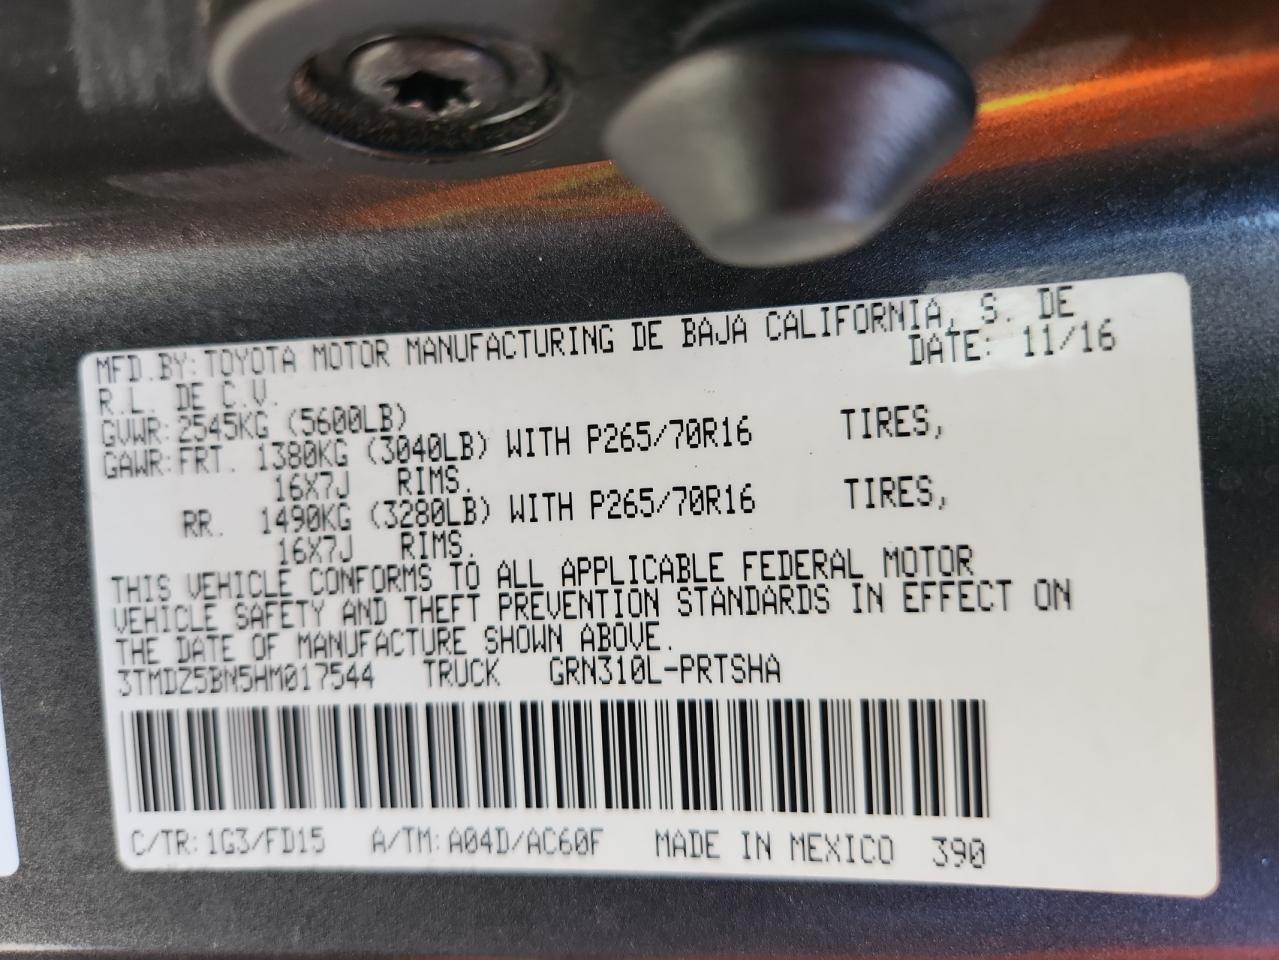 MFD.BY: TOYOTA MOTOR MANUFACTURING DE BAJA CALIFORNIA, S. DE
R.L. DE C.V. DATE: 11/16
GVWR: 2545KG (5600LB)
GAWR: FRT. 1380KG (3040LB) WITH P265/70R16 TIRES,
16X7J RIMS.
RR. 1490KG (3280LB) WITH P265/70R16 TIRES,
16X7J RIMS.
THIS VEHICLE CONFORMS TO ALL APPLICABLE FEDERAL MOTOR
VEHICLE SAFETY AND THEFT PREVENTION STANDARDS IN EFFECT ON
THE DATE OF MANUFACTURE SHOWN ABOVE.
3TMDZ5BN5HM017544 TRUCK GRN310L-PRTSHA
C/TR: 1G3/FD15 A/TM: A04D/AC60F MADE IN MEXICO 390